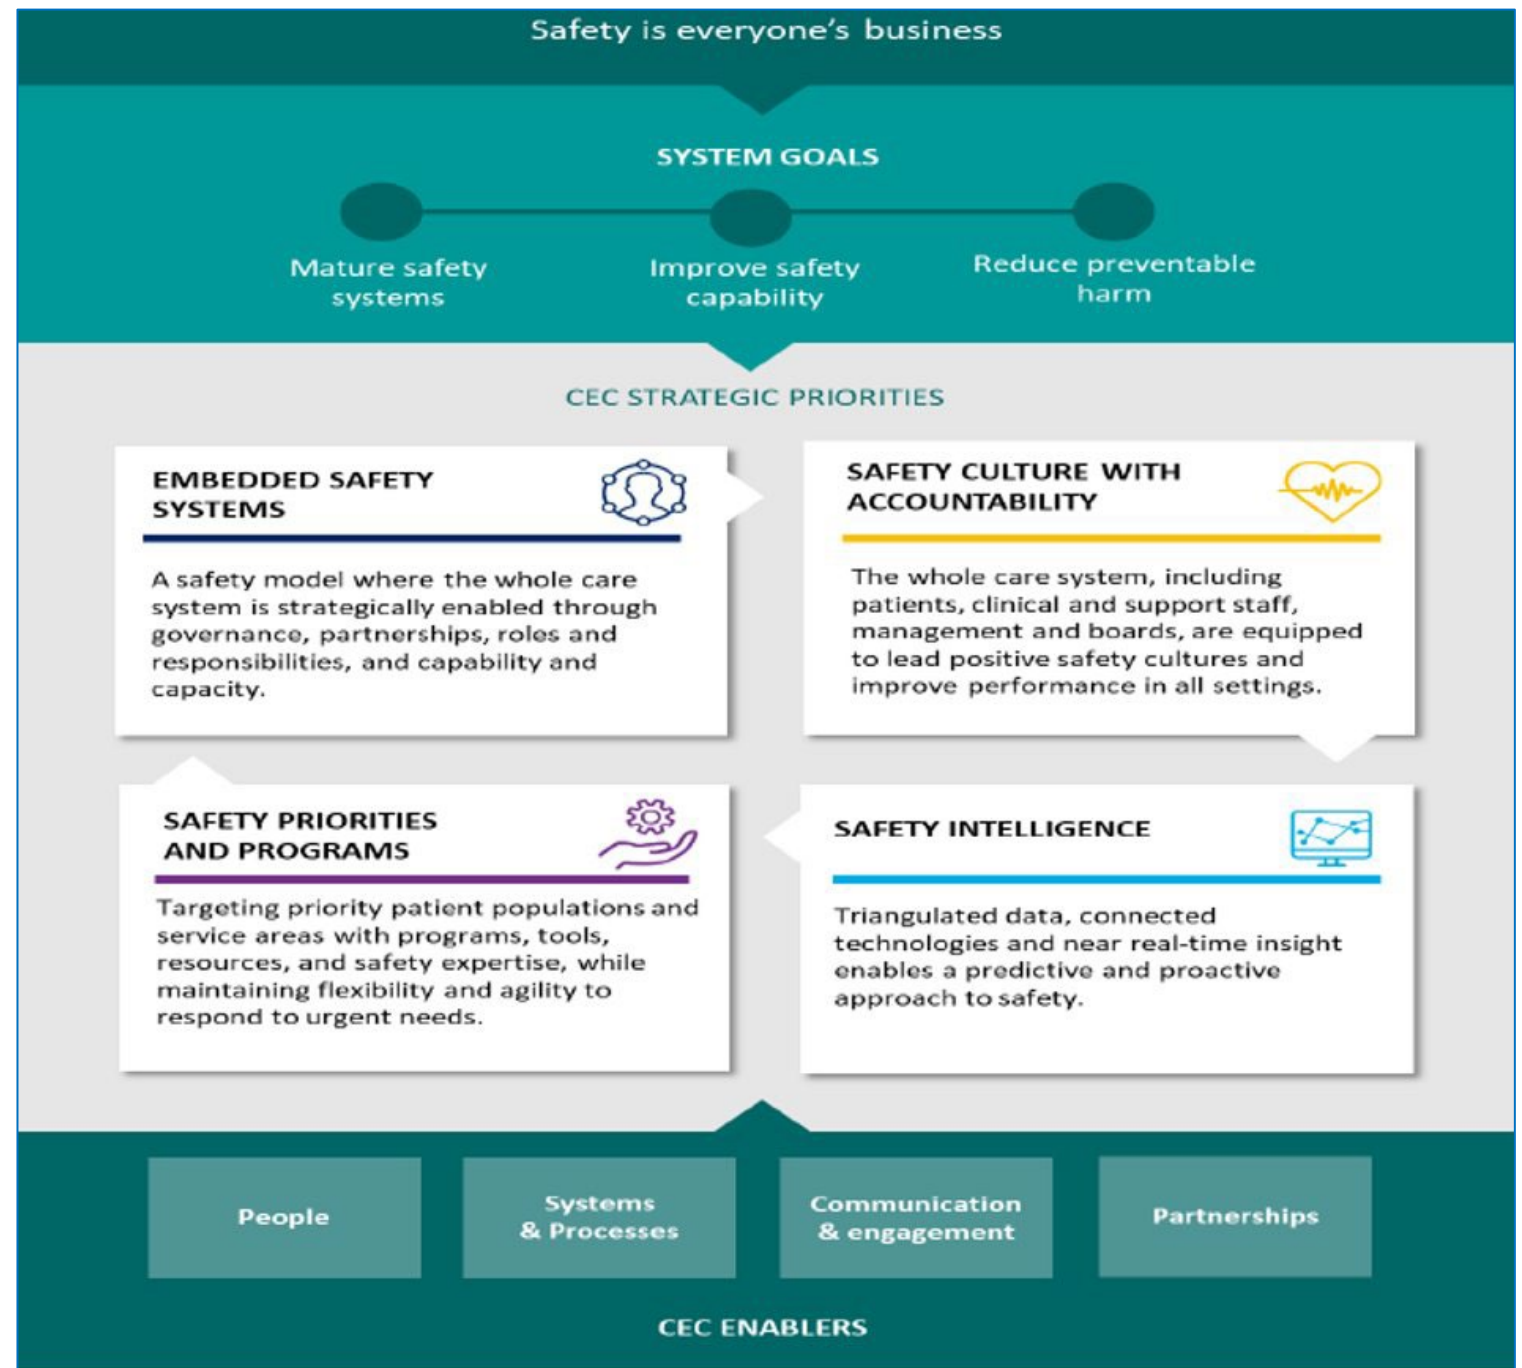 Safety is everyone's business
SYSTEM GOALS
Mature safety
systems
Improve safety
capability
Reduce preventable
harm
CEC STRATEGIC PRIORITIES
EMBEDDED SAFETY
SYSTEMS
A safety model where the whole care
system is strategically enabled through
governance, partnerships, roles and
responsibilities, and capability and
capacity.
SAFETY CULTURE WITH
ACCOUNTABILITY
The whole care system, including
patients, clinical and support staff,
management and boards, are equipped
to lead positive safety cultures and
improve performance in all settings.
SAFETY PRIORITIES
AND PROGRAMS
Targeting priority patient populations and
service areas with programs, tools,
resources, and safety expertise, while
maintaining flexibility and agility to
respond to urgent needs.
SAFETY INTELLIGENCE
Triangulated data, connected
technologies and near real-time insight
enables a predictive and proactive
approach to safety.
People
Systems
& Processes
Communication
& engagement
Partnerships
CEC ENABLERS